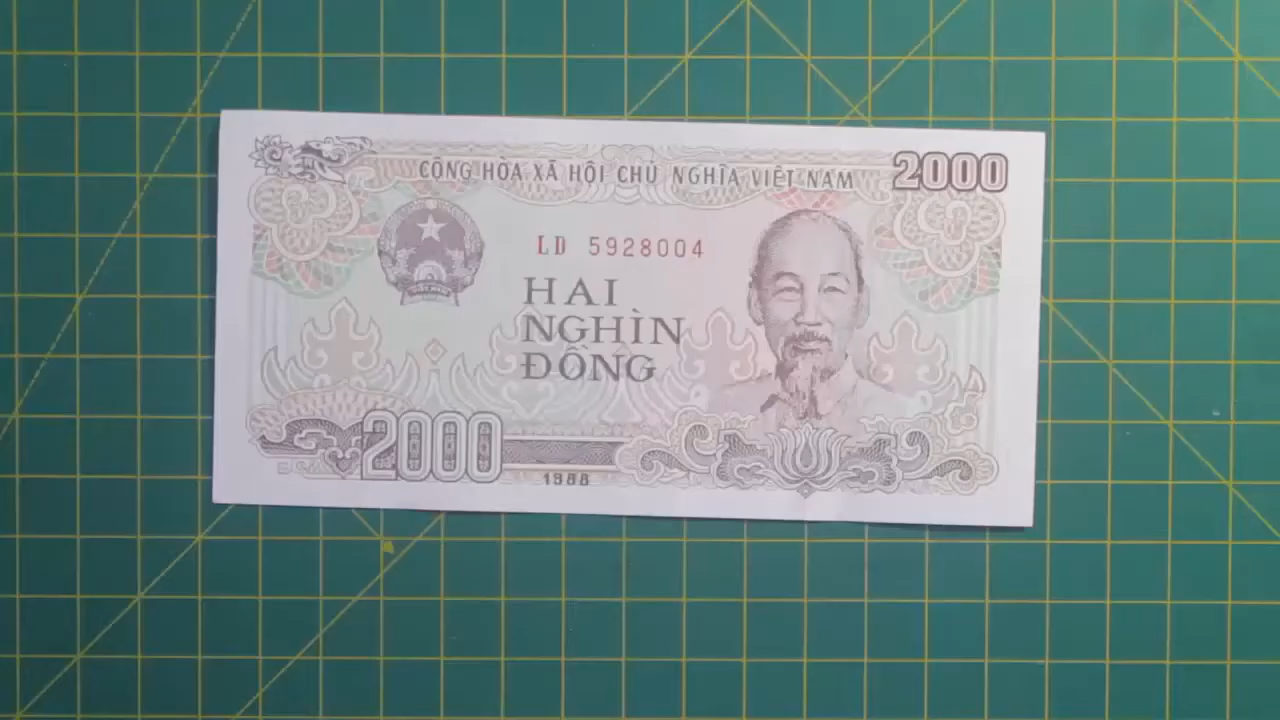 CỘNG HÒA XÃ HỘI CHỦ NGHĨA VIỆT NAM
2000
LD 5928004
HAI
NGHÌN
ĐỒNG
2000
1988